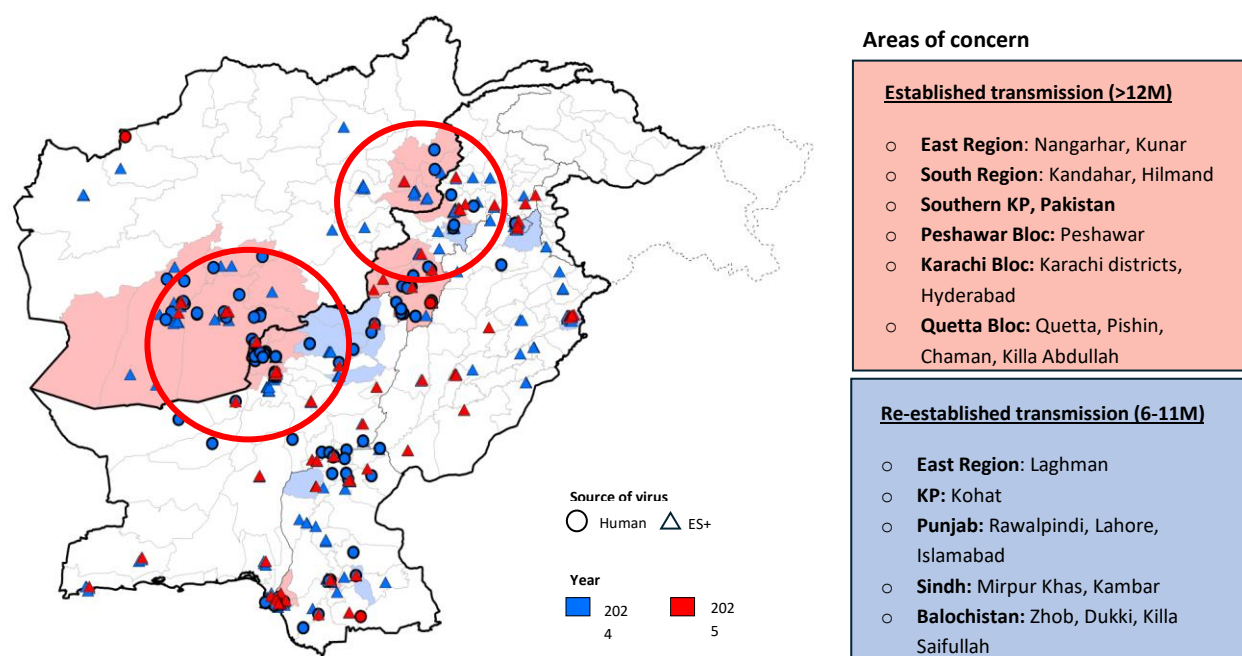 Areas of concern
Established transmission (>12M)
○ East Region: Nangarhar, Kunar
○ South Region: Kandahar, Hilmand
○ Southern KP, Pakistan
○ Peshawar Bloc: Peshawar
○ Karachi Bloc: Karachi districts,
Hyderabad
○ Quetta Bloc: Quetta, Pishin,
Chaman, Killa Abdullah
Re-established transmission (6-11M)
○ East Region: Laghman
○ KP: Kohat
○ Punjab: Rawalpindi, Lahore,
Islamabad
○ Sindh: Mirpur Khas, Kambar
○ Balochistan: Zhob, Dukki, Killa
Saifullah
Source of virus
Human ES+
Year
202 202
4 5